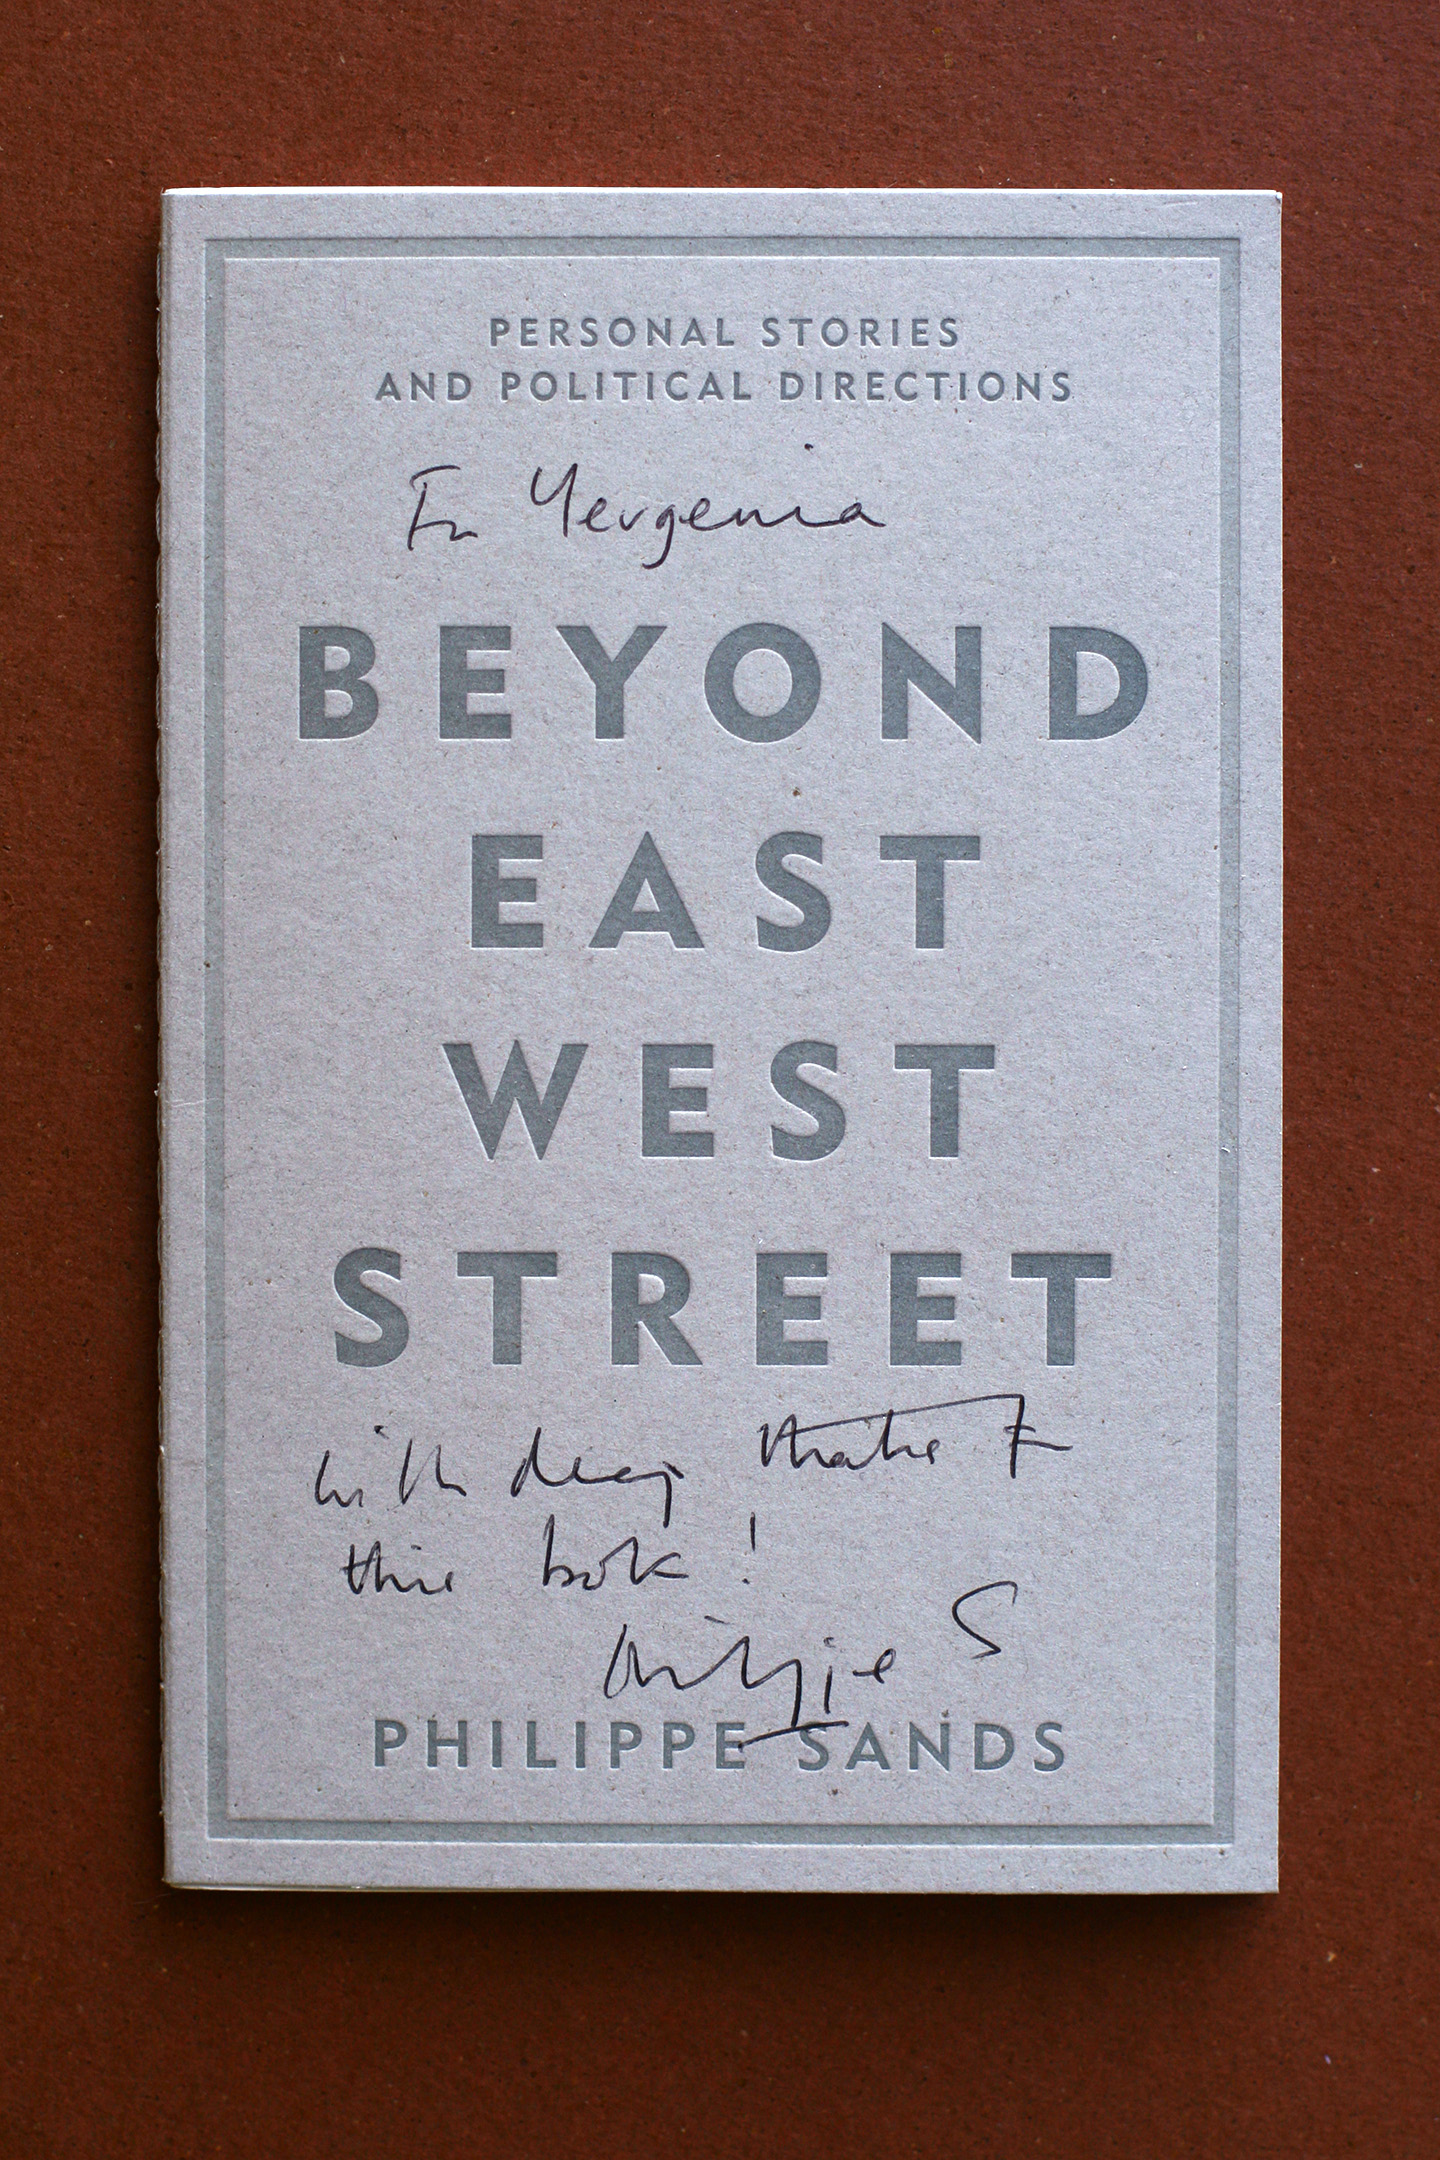 PERSONAL STORIES
AND POLITICAL DIRECTIONS
For Yevgenia
BEYOND
EAST
WEST
STREET
with deep thanks for
this book!
Philippe S
PHILIPPE SANDS